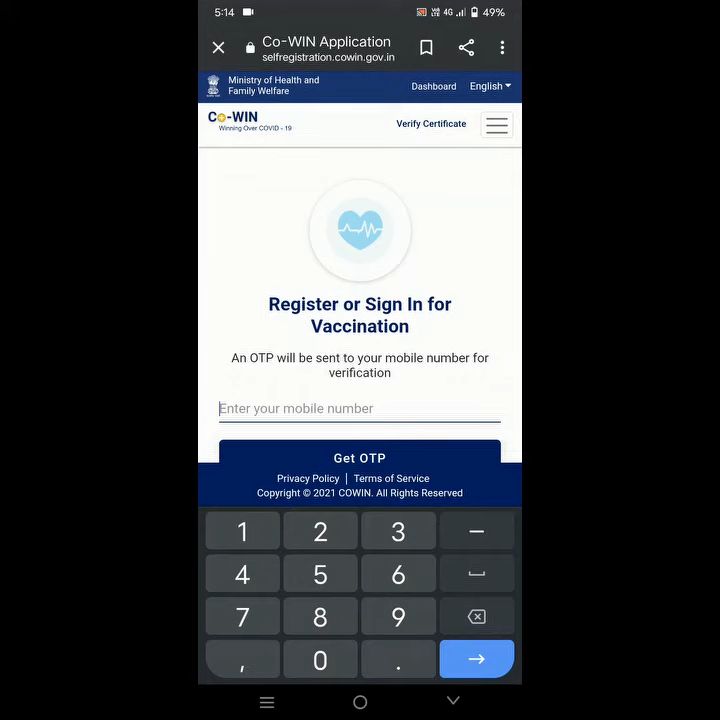 5:14 4G 49%
Co-WIN Application
selfregistration.cowin.gov.in
Ministry of Health and
Family Welfare
Dashboard English
Co-WIN
Winning Over COVID - 19
Verify Certificate
Register or Sign In for
Vaccination
An OTP will be sent to your mobile number for
verification
Enter your mobile number
Get OTP
Privacy Policy | Terms of Service
Copyright © 2021 COWIN. All Rights Reserved
1 2 3 –
4 5 6
7 8 9
, 0 .